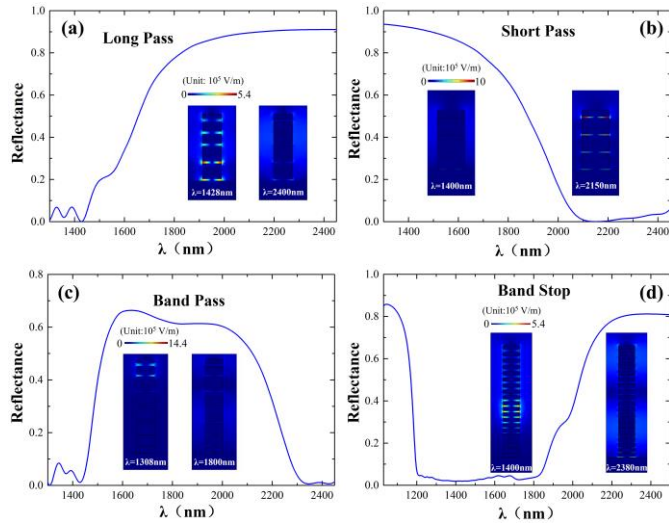 (a)
Long Pass
(Unit: 10⁵ V/m)
0 5.4
λ=1428nm λ=2400nm
Reflectance
1.0
0.8
0.6
0.4
0.2
0.0
1400 1600 1800 2000 2200 2400
λ（nm）
(b)
Short Pass
(Unit: 10⁵ V/m)
0 10
λ=1400nm λ=2150nm
Reflectance
1.0
0.8
0.6
0.4
0.2
0.0
1400 1600 1800 2000 2200 2400
λ（nm）
(c)
Band Pass
(Unit:10⁵ V/m)
0 14.4
λ=1308nm λ=1800nm
Reflectance
0.8
0.6
0.4
0.2
0.0
1400 1600 1800 2000 2200 2400
λ（nm）
(d)
Band Stop
(Unit:10⁵ V/m)
0 5.4
λ=1400nm λ=2380nm
Reflectance
1.0
0.8
0.6
0.4
0.2
0.0
1200 1400 1600 1800 2000 2200 2400
λ（nm）